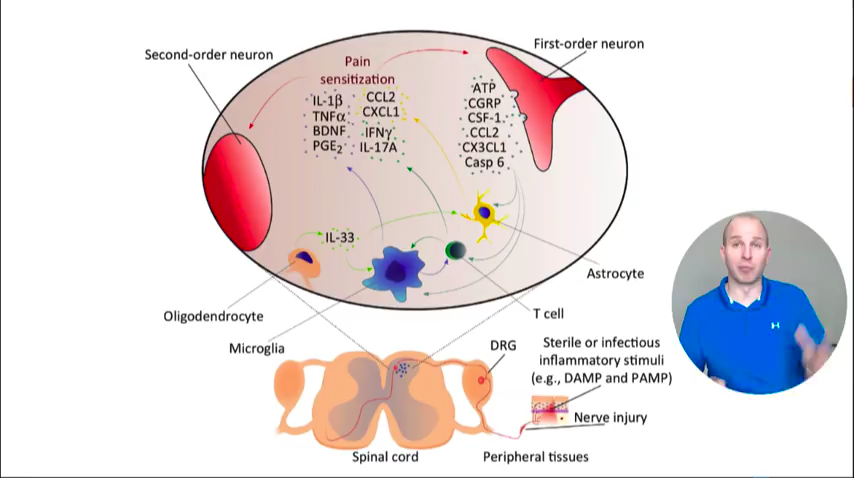 Second-order neuron
First-order neuron
Pain
sensitization
IL-1β
TNFα
BDNF
PGE2
CCL2
CXCL1
IFNγ
IL-17A
ATP
CGRP
CSF-1
CCL2
CX3CL1
Casp 6
IL-33
Astrocyte
Oligodendrocyte
T cell
Microglia
DRG
Sterile or infectious
inflammatory stimuli
(e.g., DAMP and PAMP)
Nerve injury
Spinal cord
Peripheral tissues